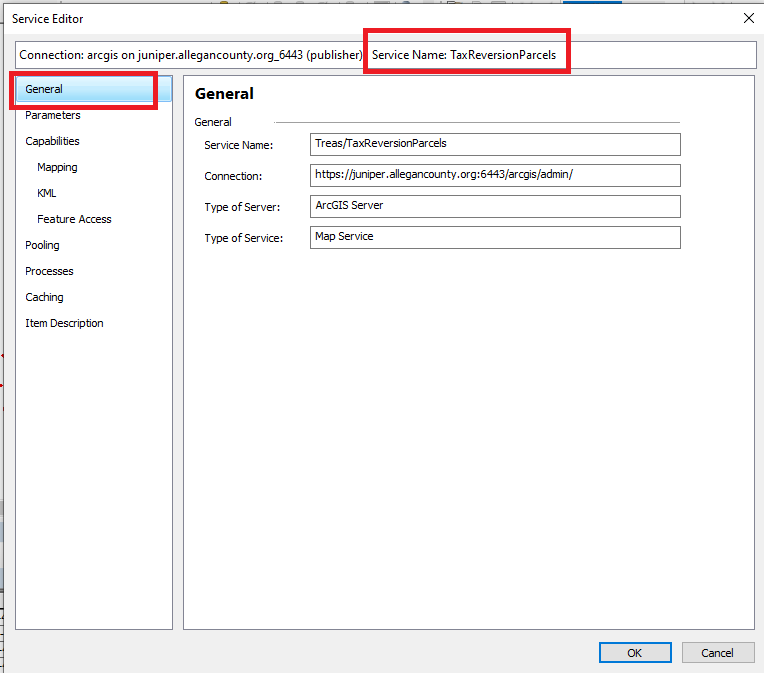 Service Editor
Connection: arcgis on juniper.allegancounty.org_6443 (publisher) Service Name: TaxReversionParcels
General
Parameters
Capabilities
Mapping
KML
Feature Access
Pooling
Processes
Caching
Item Description
General
General
Service Name: Treas/TaxReversionParcels
Connection: https://juniper.allegancounty.org:6443/arcgis/admin/
Type of Server: ArcGIS Server
Type of Service: Map Service
OK Cancel